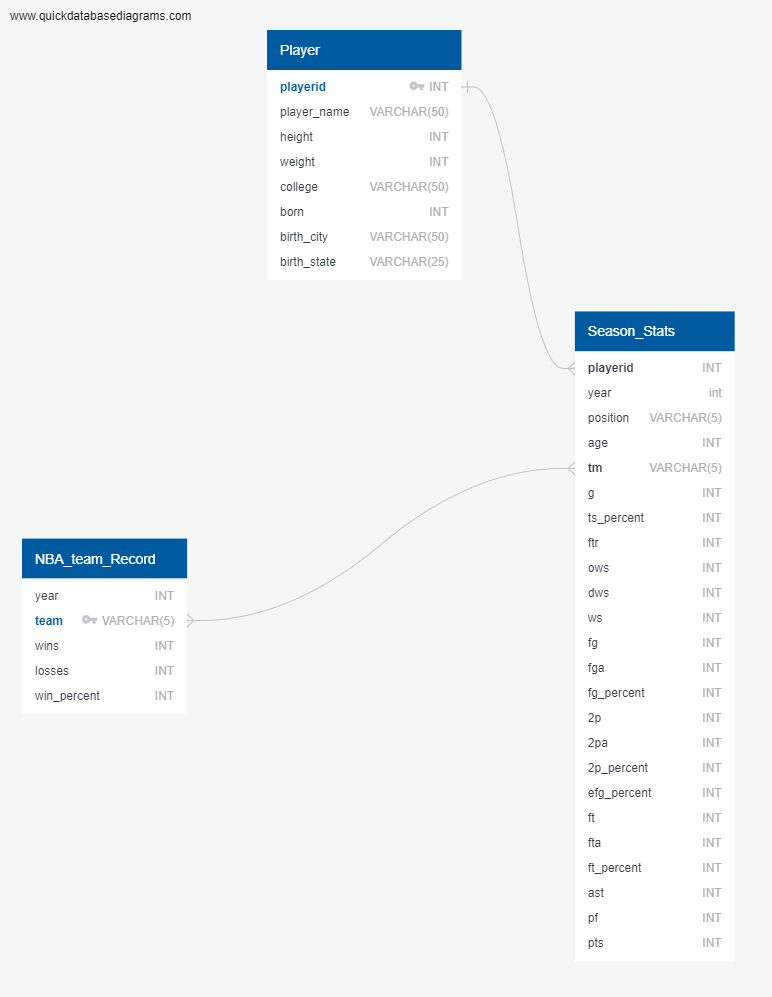 www.quickdatabasediagrams.com
Player
playerid INT
player_name VARCHAR(50)
height INT
weight INT
college VARCHAR(50)
born INT
birth_city VARCHAR(50)
birth_state VARCHAR(25)
Season_Stats
playerid INT
year int
position VARCHAR(5)
age INT
tm VARCHAR(5)
g INT
ts_percent INT
ftr INT
ows INT
dws INT
ws INT
fg INT
fga INT
fg_percent INT
2p INT
2pa INT
2p_percent INT
efg_percent INT
ft INT
fta INT
ft_percent INT
ast INT
pf INT
pts INT
NBA_team_Record
year INT
team VARCHAR(5)
wins INT
losses INT
win_percent INT